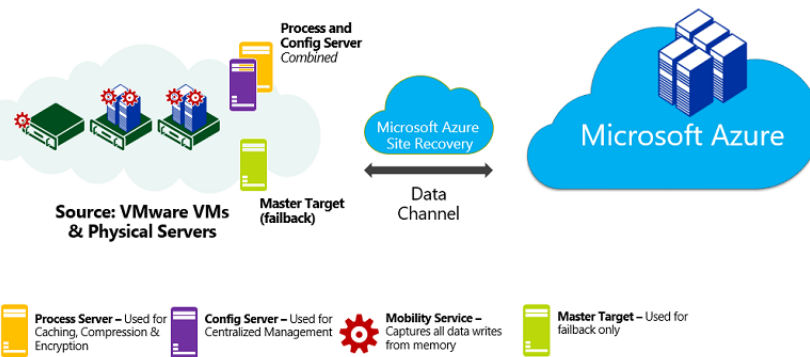 Process and
Config Server
Combined
Microsoft Azure
Site Recovery
Microsoft Azure
Data
Channel
Source: VMware VMs
& Physical Servers
Master Target
(failback)
Process Server – Used for
Caching, Compression &
Encryption
Config Server – Used for
Centralized Management
Mobility Service –
Captures all data writes
from memory
Master Target – Used for
failback only